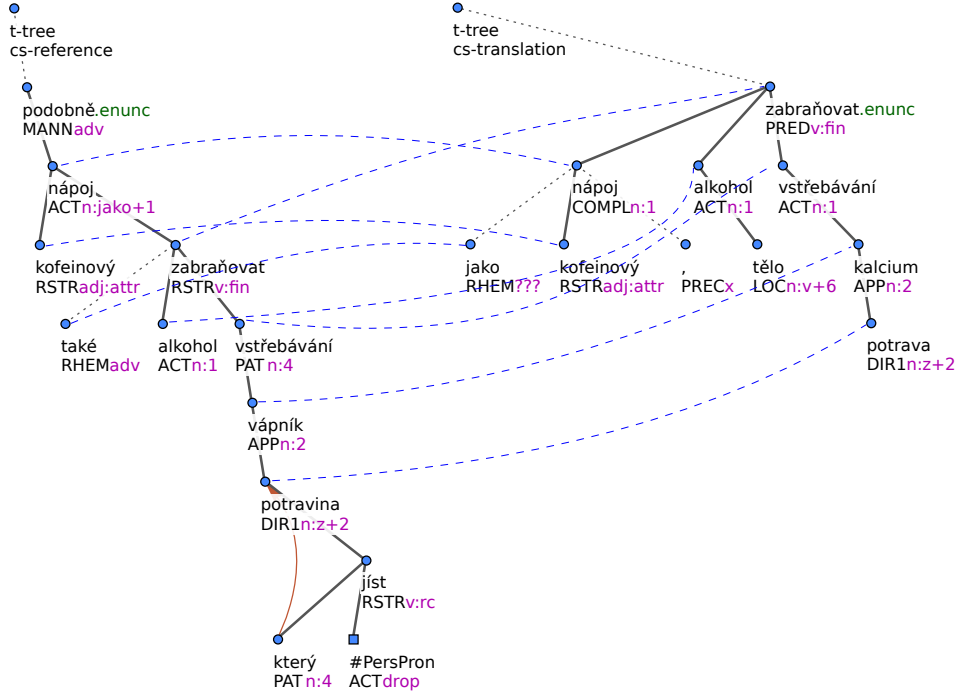 t-tree
cs-reference
t-tree
cs-translation
podobně.enunc
MANNadv
zabraňovat.enunc
PREDv:fin
nápoj
ACTn:jako+1
nápoj
COMPLn:1
alkohol
ACTn:1
vstřebávání
ACTn:1
kofeinový
RSTRadj:attr
zabraňovat
RSTRv:fin
jako
RHEM???
kofeinový
RSTRadj:attr
,
PRECx
tělo
LOCn:v+6
kalcium
APPn:2
také
RHEMadv
alkohol
ACTn:1
vstřebávání
PATn:4
potrava
DIR1n:z+2
vápník
APPn:2
potravina
DIR1n:z+2
jíst
RSTRv:rc
který
PATn:4
#PersPron
ACTdrop